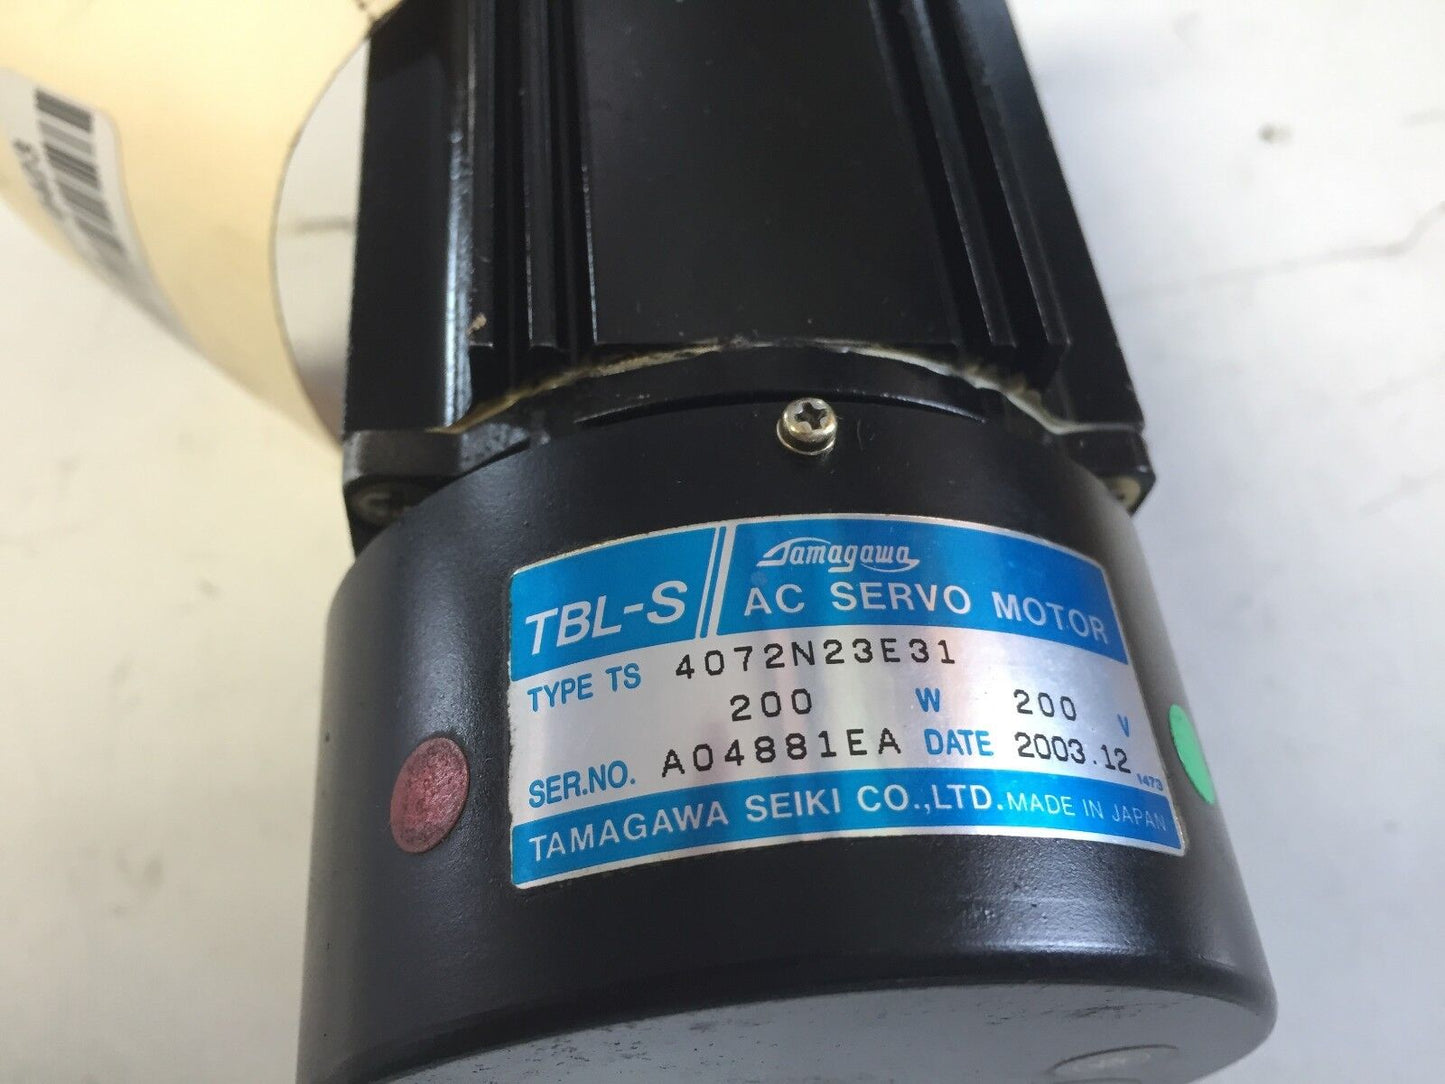 TBL-S
Tamagawa
AC SERVO MOTOR
TYPE TS 4072N23E31
200 W 200 V
SER.NO. A04881EA DATE 2003.12
1473
TAMAGAWA SEIKI CO.,LTD. MADE IN JAPAN